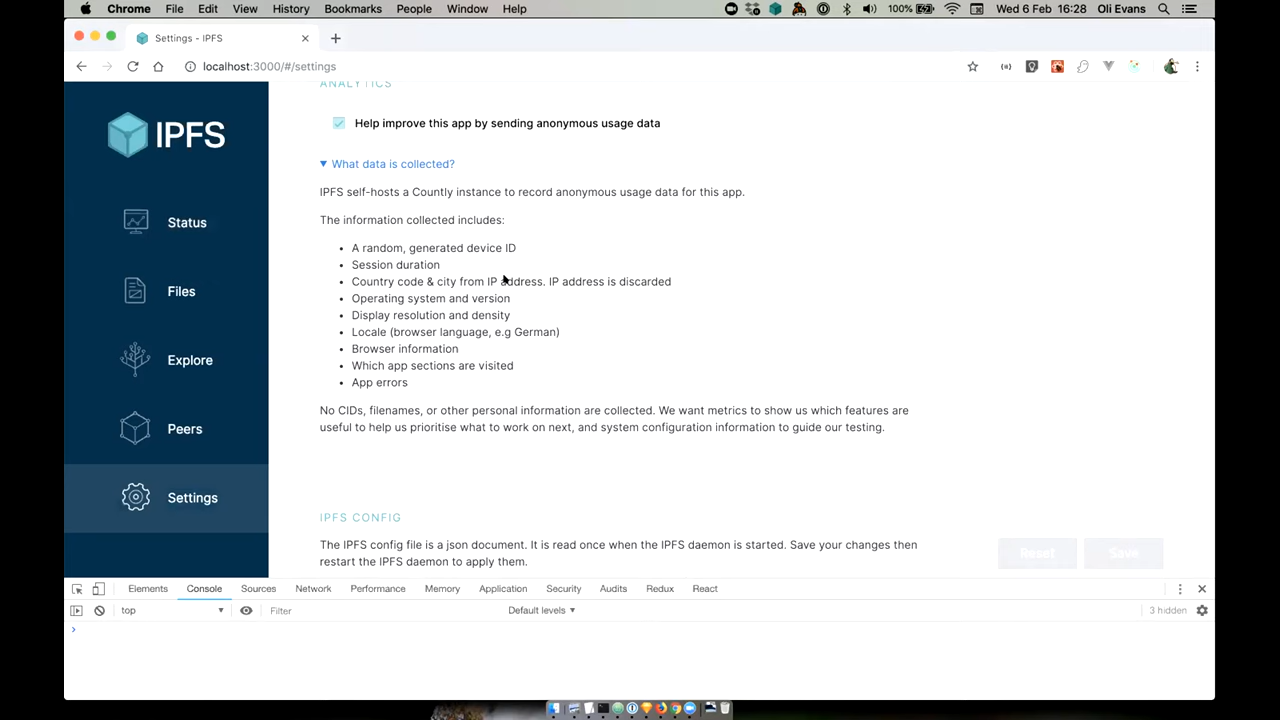 Chrome File Edit View History Bookmarks People Window Help 100% Wed 6 Feb 16:28 Oli Evans
Settings - IPFS
localhost:3000/#/settings
IPFS
Status
Files
Explore
Peers
Settings
ANALYTICS
Help improve this app by sending anonymous usage data
What data is collected?
IPFS self-hosts a Countly instance to record anonymous usage data for this app.
The information collected includes:
• A random, generated device ID
• Session duration
• Country code & city from IP address. IP address is discarded
• Operating system and version
• Display resolution and density
• Locale (browser language, e.g German)
• Browser information
• Which app sections are visited
• App errors
No CIDs, filenames, or other personal information are collected. We want metrics to show us which features are
useful to help us prioritise what to work on next, and system configuration information to guide our testing.
IPFS CONFIG
The IPFS config file is a json document. It is read once when the IPFS daemon is started. Save your changes then
restart the IPFS daemon to apply them.
Reset Save
Elements Console Sources Network Performance Memory Application Security Audits Redux React
top Filter Default levels 3 hidden